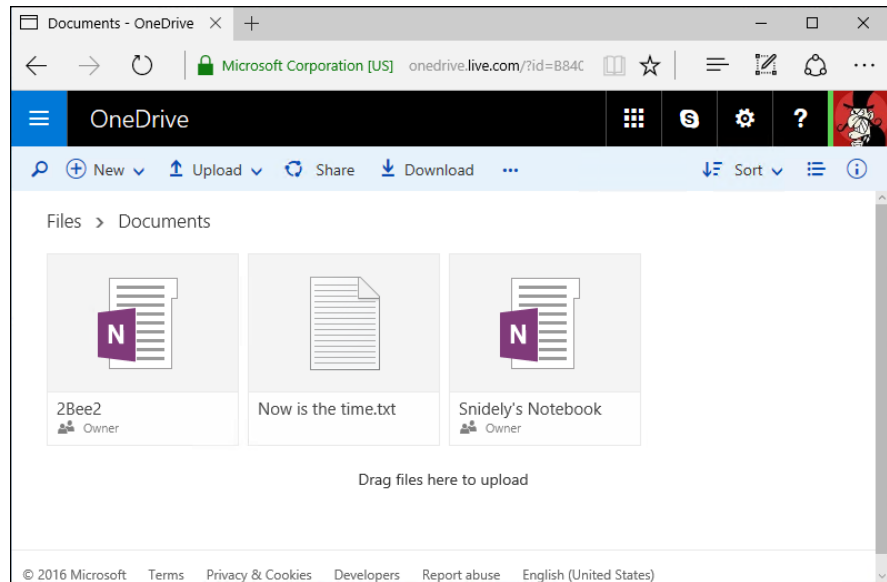 Documents - OneDrive
Microsoft Corporation [US] onedrive.live.com/?id=B840
OneDrive
New Upload Share Download Sort
Files > Documents
N N
2Bee2 Now is the time.txt Snidely's Notebook
Owner Owner
Drag files here to upload
© 2016 Microsoft Terms Privacy & Cookies Developers Report abuse English (United States)